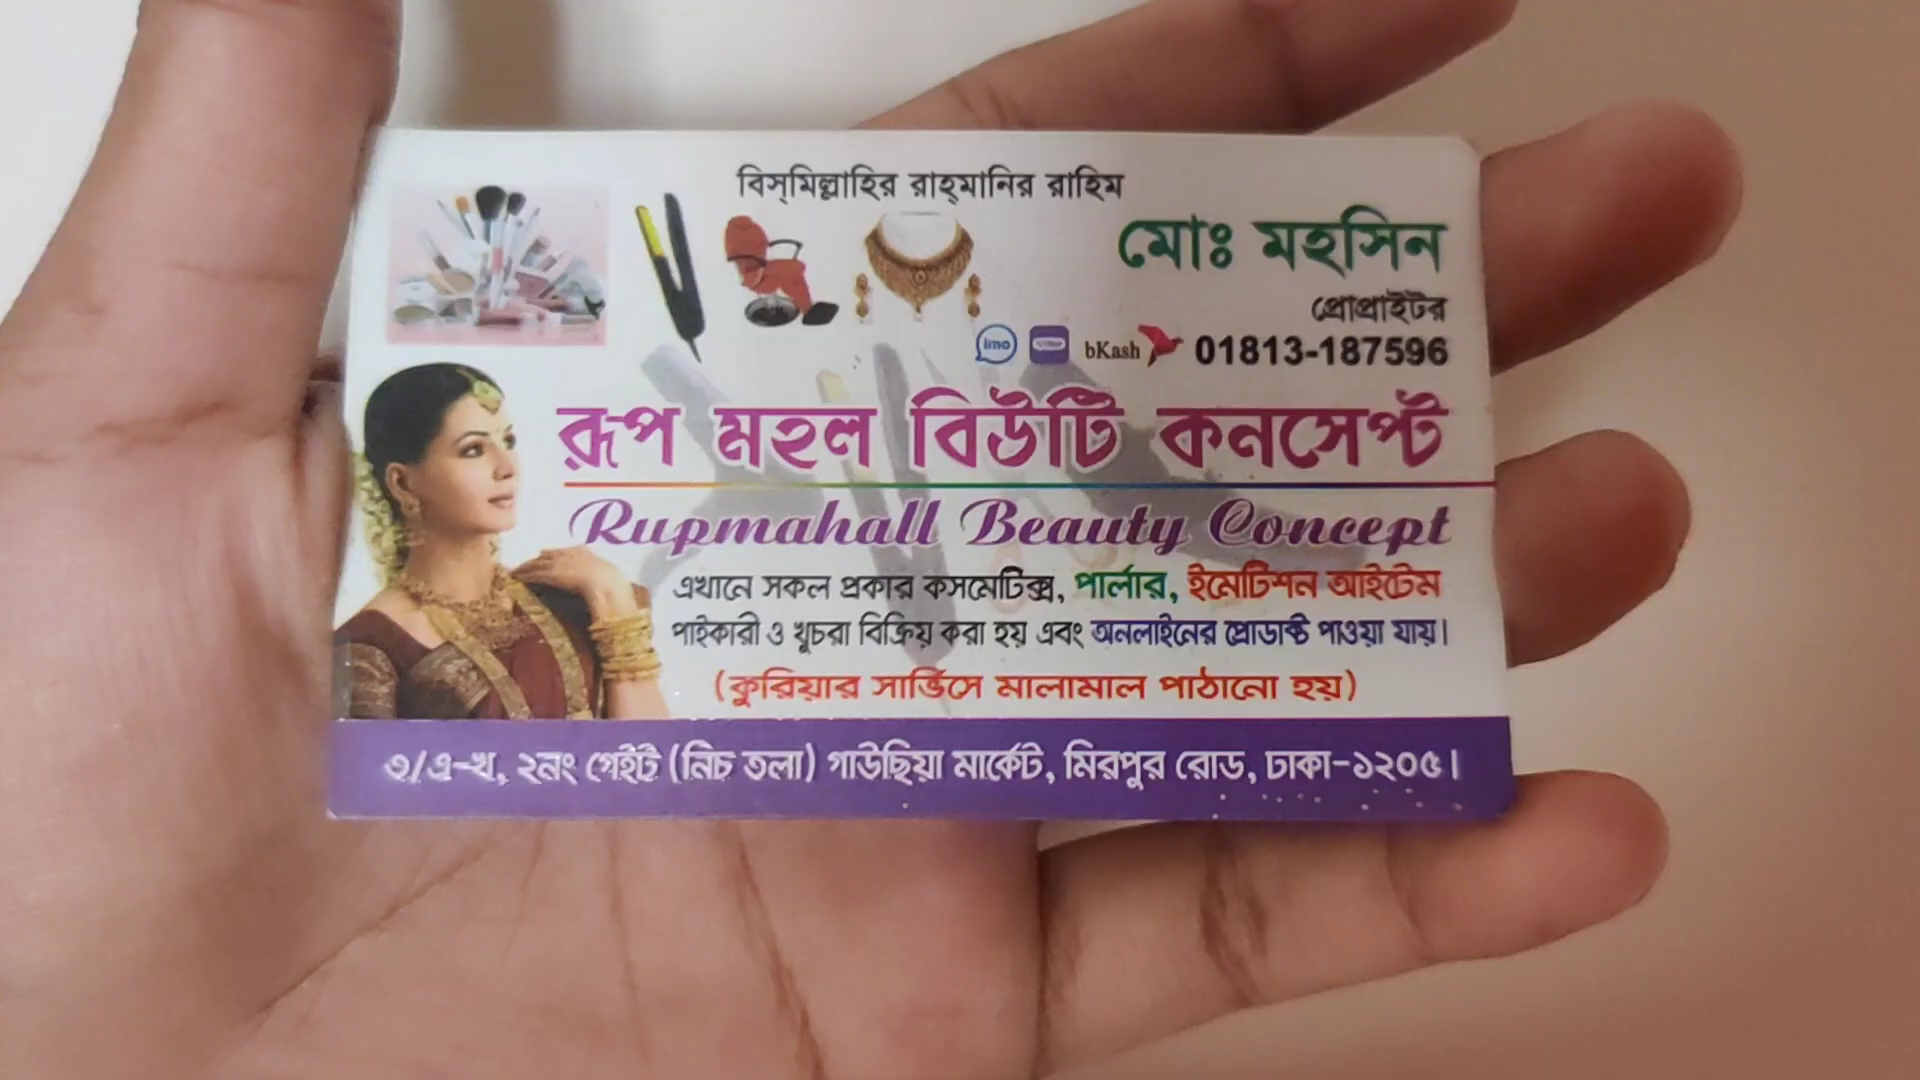 বিস্‌মিল্লাহির রাহ্‌মানির রাহিম
মোঃ মহসিন
প্রোপ্রাইটর
imo bKash 01813-187596
রূপ মহল বিউটি কনসেপ্ট
Rupmahall Beauty Concept
এখানে সকল প্রকার কসমেটিক্স, পার্লার, ইমেটিশন আইটেম
পাইকারী ও খুচরা বিক্রিয় করা হয় এবং অনলাইনের প্রোডাক্ট পাওয়া যায়।
(কুরিয়ার সার্ভিসে মালামাল পাঠানো হয়)
৩/এ-খ, ২নং গেইট (নিচ তলা) গাউছিয়া মার্কেট, মিরপুর রোড, ঢাকা-১২০৫।